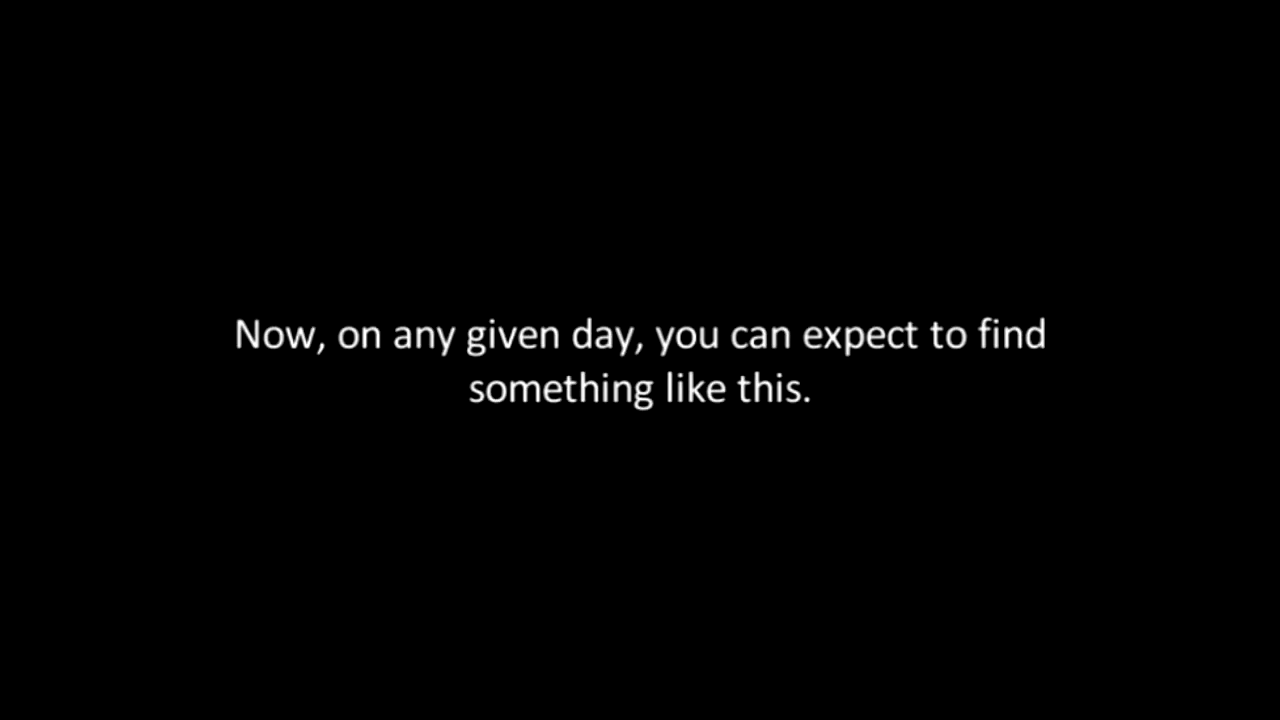 Now, on any given day, you can expect to find
something like this.